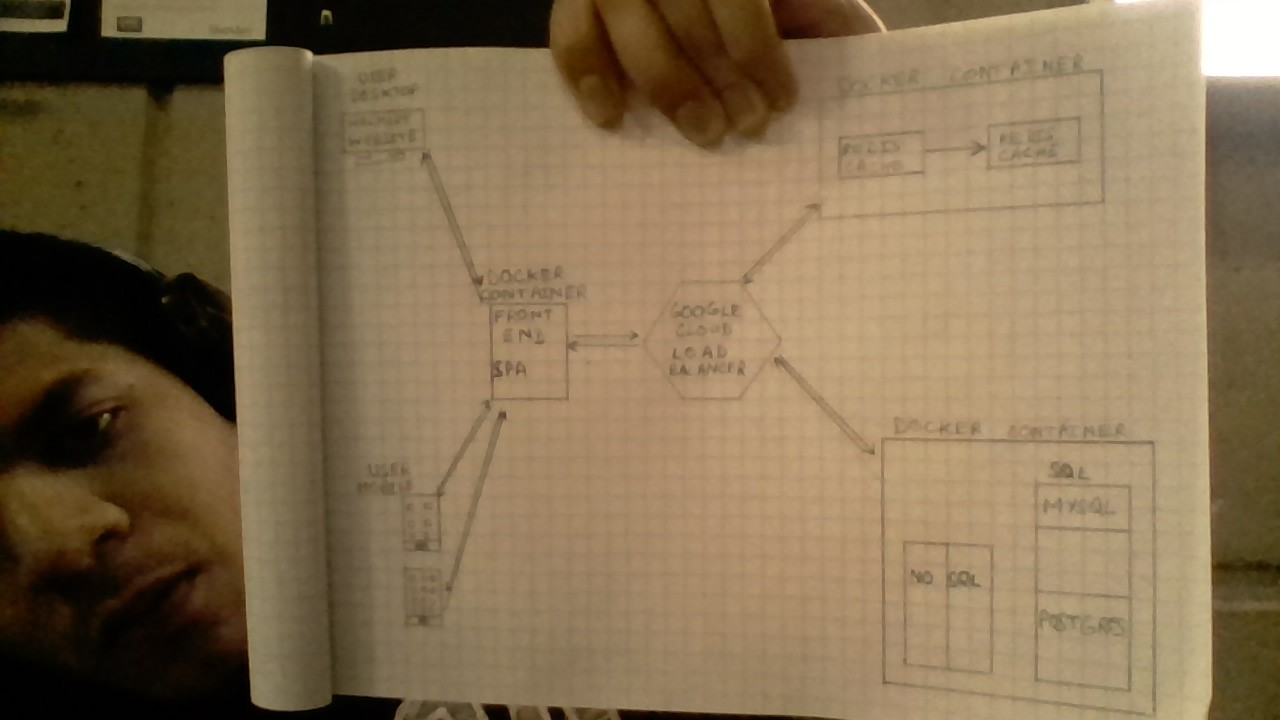 USER
DESKTOP
WEBSITE
DOCKER CONTAINER
REDIS
CACHE
REDIS
CACHE
DOCKER
CONTAINER
FRONT
END
SPA
GOOGLE
CLOUD
LOAD
BALANCER
USER
MOBILE
DOCKER CONTAINER
SQL
MYSQL
NO SQL
POSTGRES